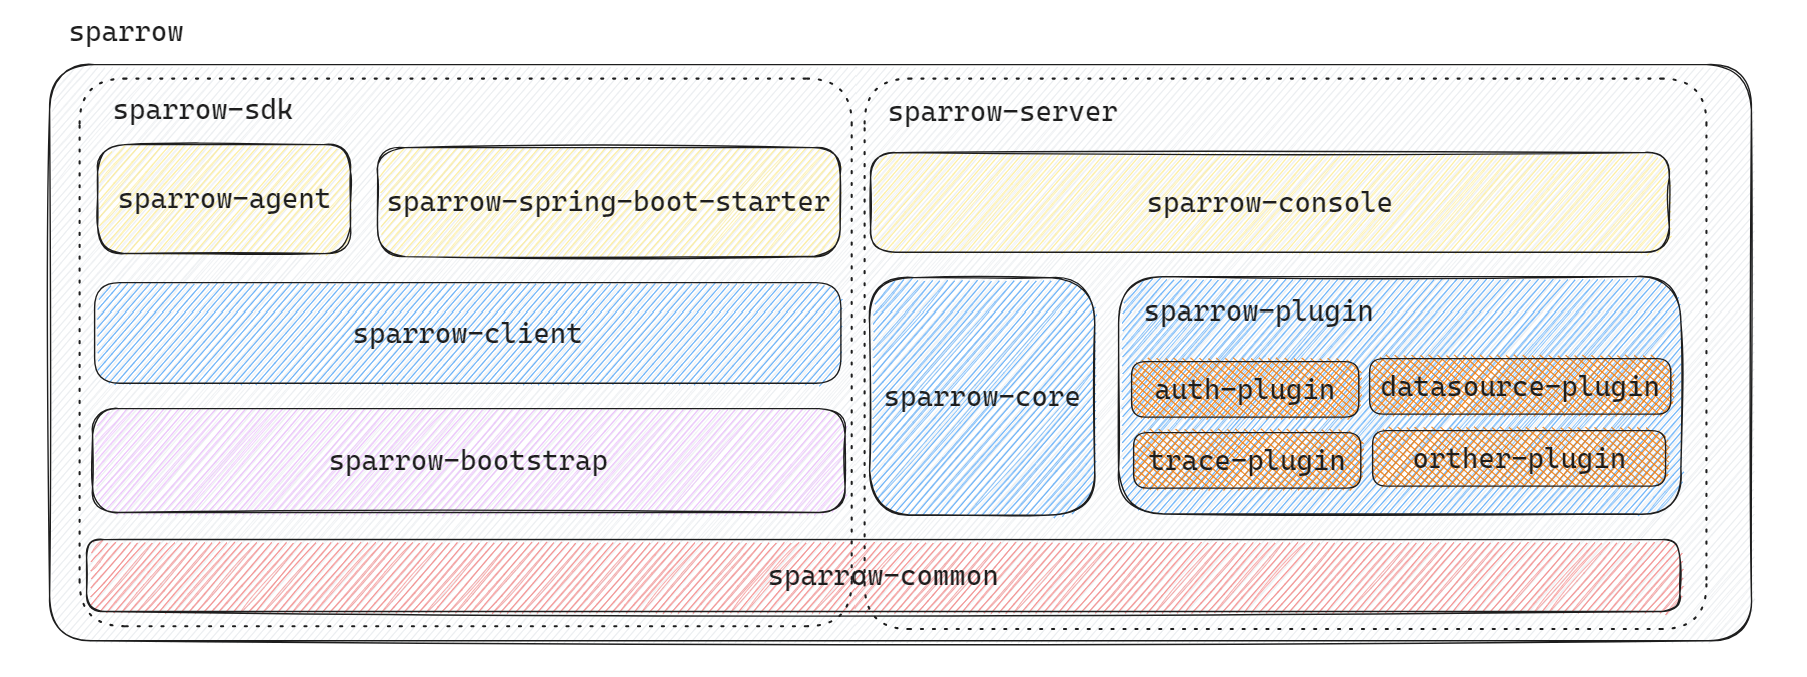 sparrow
sparrow-sdk
sparrow-agent
sparrow-spring-boot-starter
sparrow-client
sparrow-bootstrap
sparrow-server
sparrow-console
sparrow-core
sparrow-plugin
auth-plugin
datasource-plugin
trace-plugin
orther-plugin
sparrow-common